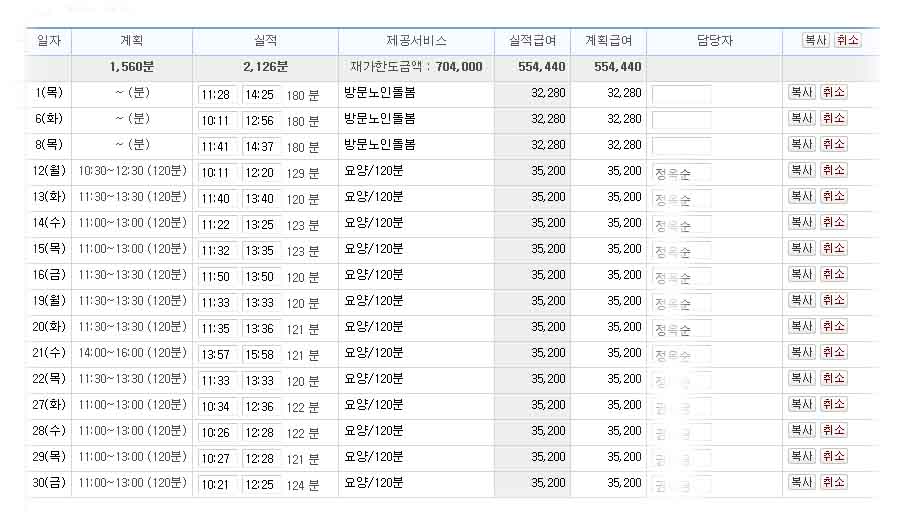 일자 계획 실적 제공서비스 실적급여 계획급여 담당자 복사 취소
1,560분 2,126분 재가한도금액 : 704,000 554,440 554,440
1(목) ~ (분) 11:28 14:25 180 분 방문노인돌봄 32,280 32,280 복사 취소
6(화) ~ (분) 10:11 12:56 180 분 방문노인돌봄 32,280 32,280 복사 취소
8(목) ~ (분) 11:41 14:37 180 분 방문노인돌봄 32,280 32,280 복사 취소
12(월) 10:30~12:30 (120분) 10:11 12:20 129 분 요양/120분 35,200 35,200 정옥순 복사 취소
13(화) 11:30~13:30 (120분) 11:40 13:40 120 분 요양/120분 35,200 35,200 정옥순 복사 취소
14(수) 11:00~13:00 (120분) 11:22 13:25 123 분 요양/120분 35,200 35,200 정옥순 복사 취소
15(목) 11:00~13:00 (120분) 11:32 13:35 123 분 요양/120분 35,200 35,200 정옥순 복사 취소
16(금) 11:30~13:30 (120분) 11:50 13:50 120 분 요양/120분 35,200 35,200 정옥순 복사 취소
19(월) 11:30~13:30 (120분) 11:33 13:33 120 분 요양/120분 35,200 35,200 정옥순 복사 취소
20(화) 11:30~13:30 (120분) 11:35 13:36 121 분 요양/120분 35,200 35,200 정옥순 복사 취소
21(수) 14:00~16:00 (120분) 13:57 15:58 121 분 요양/120분 35,200 35,200 정옥순 복사 취소
22(목) 11:30~13:30 (120분) 11:33 13:33 120 분 요양/120분 35,200 35,200 복사 취소
27(화) 11:00~13:00 (120분) 10:34 12:36 122 분 요양/120분 35,200 35,200 복사 취소
28(수) 11:00~13:00 (120분) 10:26 12:28 122 분 요양/120분 35,200 35,200 복사 취소
29(목) 11:00~13:00 (120분) 10:27 12:28 121 분 요양/120분 35,200 35,200 복사 취소
30(금) 11:00~13:00 (120분) 10:21 12:25 124 분 요양/120분 35,200 35,200 복사 취소